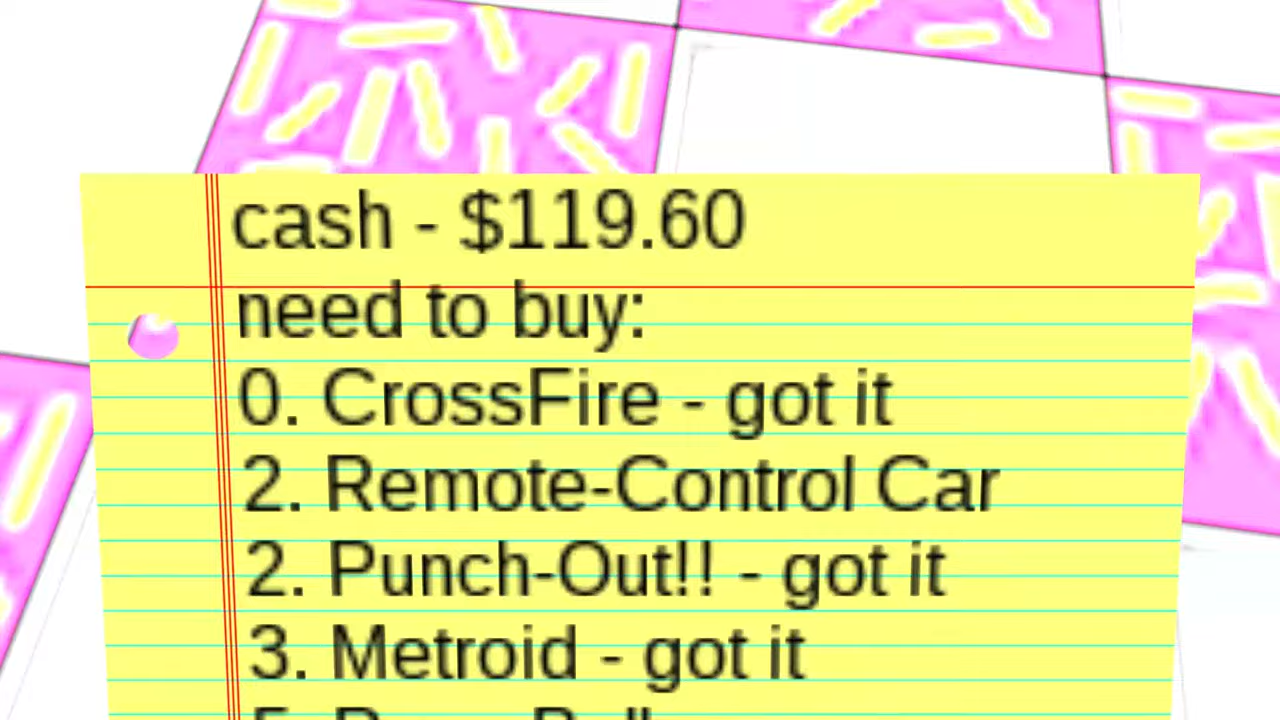 cash - $119.60
need to buy:
0. CrossFire - got it
2. Remote-Control Car
2. Punch-Out!! - got it
3. Metroid - got it